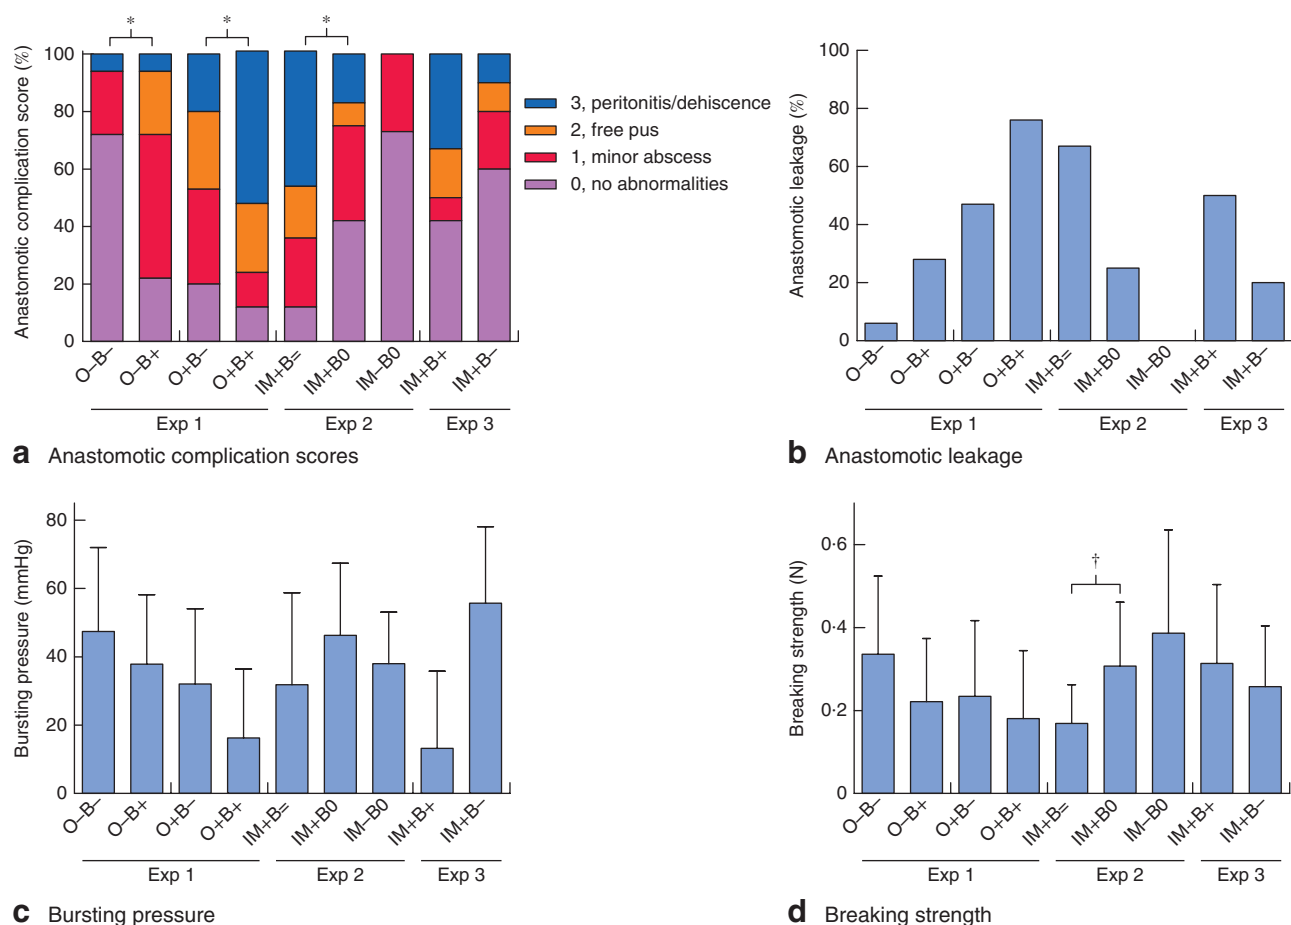 * * *
Anastomotic complication score (%)
100
80
60
40
20
0
O–B–
O–B+
O+B–
O+B+
IM+B=
IM+B0
IM–B0
IM+B+
IM+B–
Exp 1
Exp 2
Exp 3
3, peritonitis/dehiscence
2, free pus
1, minor abscess
0, no abnormalities
a Anastomotic complication scores
Anastomotic leakage (%)
100
80
60
40
20
0
O–B–
O–B+
O+B–
O+B+
IM+B=
IM+B0
IM–B0
IM+B+
IM+B–
Exp 1
Exp 2
Exp 3
b Anastomotic leakage
Bursting pressure (mmHg)
80
60
40
20
0
O–B–
O–B+
O+B–
O+B+
IM+B=
IM+B0
IM–B0
IM+B+
IM+B–
Exp 1
Exp 2
Exp 3
c Bursting pressure
Breaking strength (N)
0·6
0·4
0·2
0
†
O–B–
O–B+
O+B–
O+B+
IM+B=
IM+B0
IM–B0
IM+B+
IM+B–
Exp 1
Exp 2
Exp 3
d Breaking strength